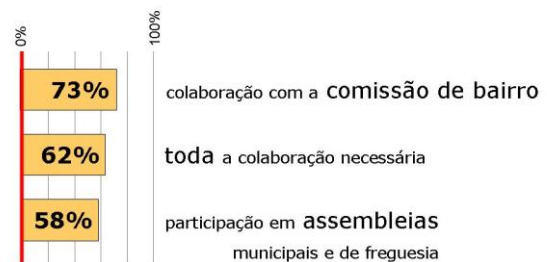 0%
100%
73% colaboração com a comissão de bairro
62% toda a colaboração necessária
58% participação em assembleias
municipais e de freguesia